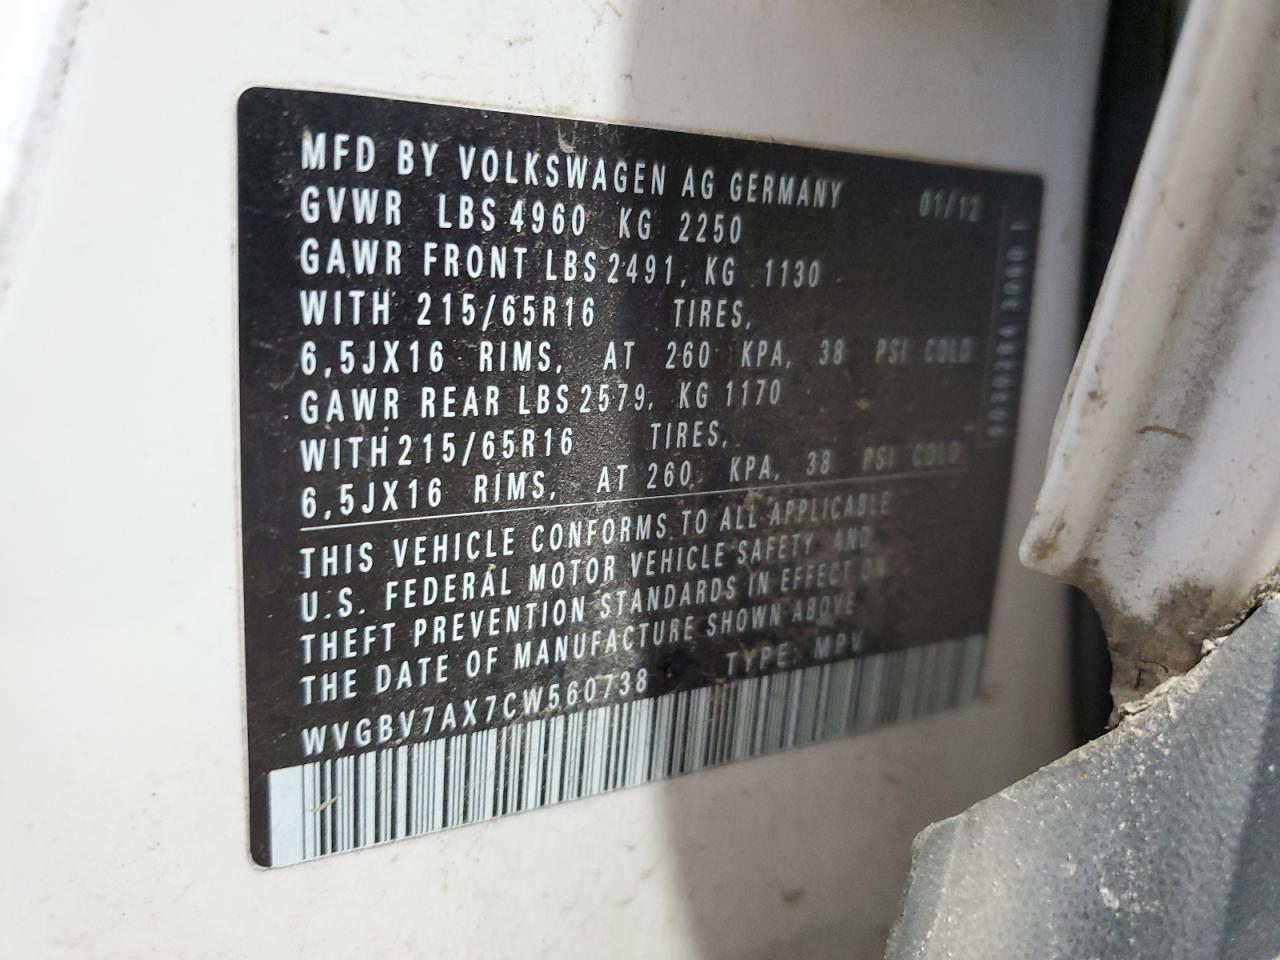 MFD BY VOLKSWAGEN AG GERMANY 01/12
GVWR LBS 4960 KG 2250
GAWR FRONT LBS 2491, KG 1130
WITH 215/65R16 TIRES,
6,5JX16 RIMS, AT 260 KPA, 38 PSI COLD
GAWR REAR LBS 2579, KG 1170
WITH 215/65R16 TIRES,
6,5JX16 RIMS, AT 260 KPA, 38 PSI COLD
THIS VEHICLE CONFORMS TO ALL APPLICABLE
U.S. FEDERAL MOTOR VEHICLE SAFETY AND
THEFT PREVENTION STANDARDS IN EFFECT ON
THE DATE OF MANUFACTURE SHOWN ABOVE
WVGBV7AX7CW560738 TYPE: MPV